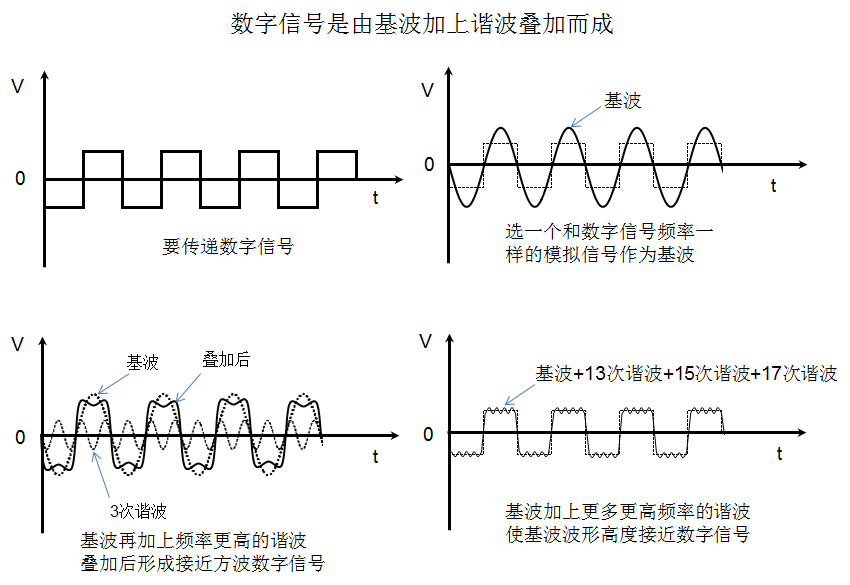 数字信号是由基波加上谐波叠加而成
V
0
t
要传递数字信号
V
基波
0
t
选一个和数字信号频率一
样的模拟信号作为基波
V
基波
叠加后
0
t
3次谐波
基波再加上频率更高的谐波
叠加后形成接近方波数字信号
V
基波+13次谐波+15次谐波+17次谐波
0
t
基波加上更多更高频率的谐波
使基波波形高度接近数字信号